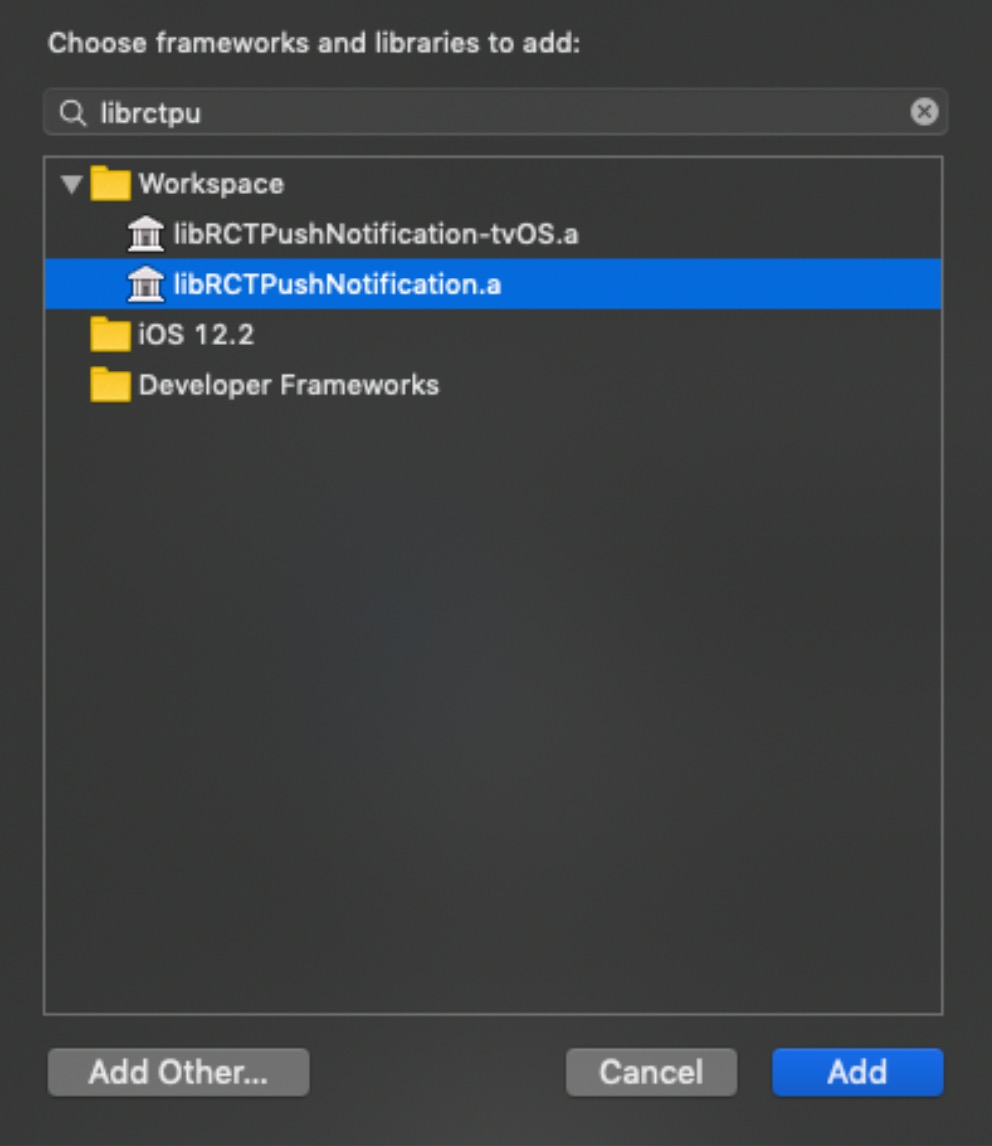 Choose frameworks and libraries to add:
librctpu
Workspace
libRCTPushNotification-tvOS.a
libRCTPushNotification.a
iOS 12.2
Developer Frameworks
Add Other...
Cancel
Add